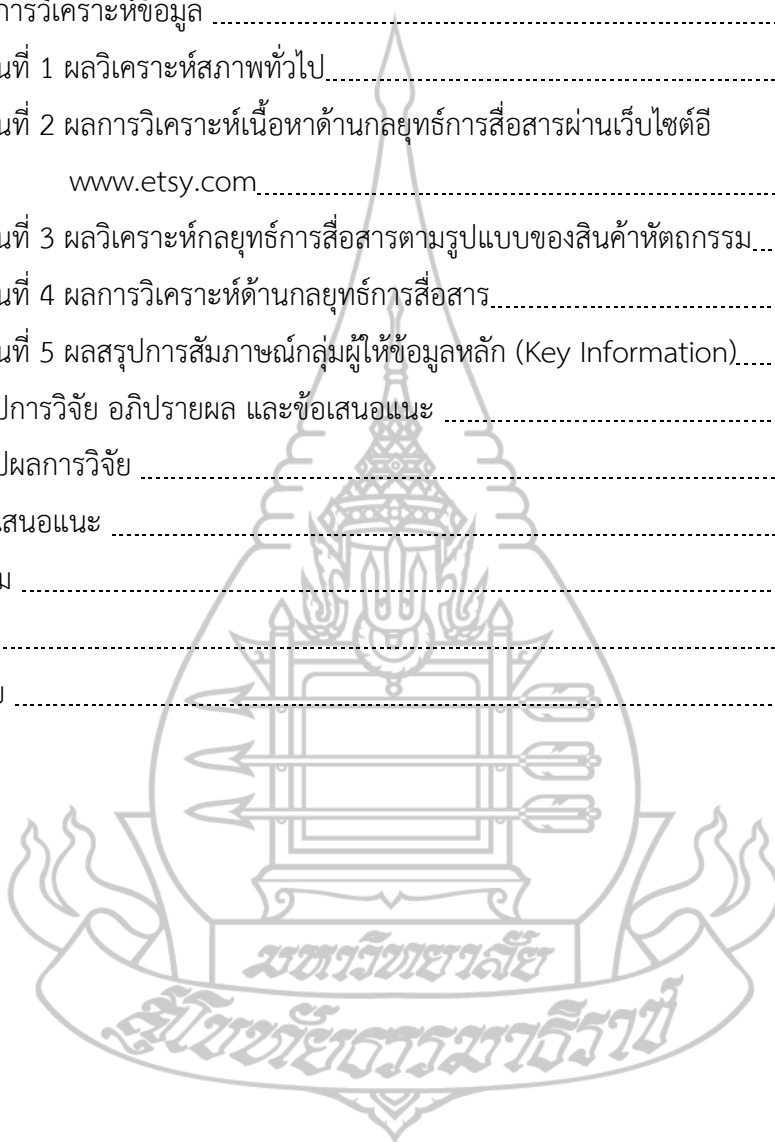 การวิเคราะห์ข้อมูล
นที่ 1 ผลวิเคราะห์สภาพทั่วไป
นที่ 2 ผลการวิเคราะห์เนื้อหาด้านกลยุทธ์การสื่อสารผ่านเว็บไซต์อี
www.etsy.com
นที่ 3 ผลวิเคราะห์กลยุทธ์การสื่อสารตามรูปแบบของสินค้าหัตถกรรม
นที่ 4 ผลการวิเคราะห์ด้านกลยุทธ์การสื่อสาร
นที่ 5 ผลสรุปการสัมภาษณ์กลุ่มผู้ให้ข้อมูลหลัก (Key Information)
ปการวิจัย อภิปรายผล และข้อเสนอแนะ
ปผลการวิจัย
เสนอแนะ
ม
ย
มหาวิทยาลัย
สุโขทัยธรรมาธิราช